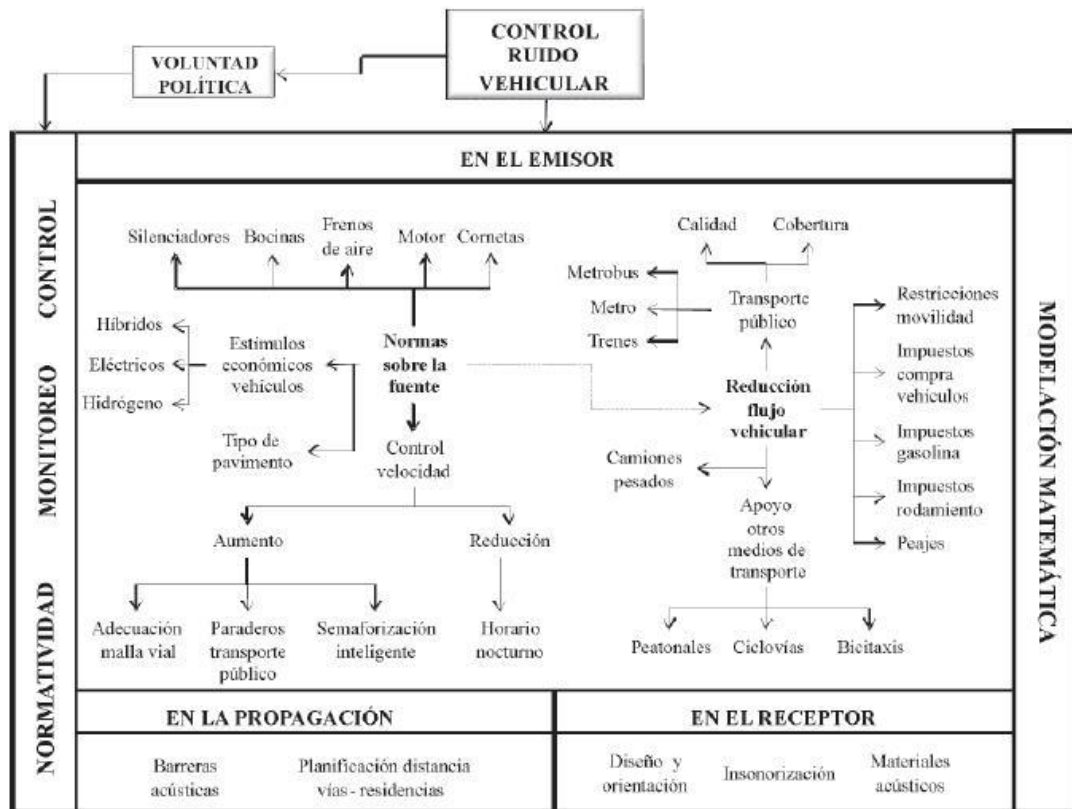 CONTROL
RUIDO
VEHICULAR
VOLUNTAD
POLÍTICA
EN EL EMISOR
CONTROL
MONITOREO
NORMATIVIDAD
MODELACIÓN MATEMÁTICA
Silenciadores
Bocinas
Frenos
de aire
Motor
Cornetas
Híbridos
Eléctricos
Hidrógeno
Estímulos
económicos
vehículos
Normas
sobre la
fuente
Tipo de
pavimento
Control
velocidad
Aumento
Reducción
Adecuación
malla vial
Paraderos
transporte
público
Semaforización
inteligente
Horario
nocturno
Calidad
Cobertura
Metrobus
Metro
Trenes
Transporte
público
Reducción
flujo
vehicular
Restricciones
movilidad
Impuestos
compra
vehículos
Impuestos
gasolina
Impuestos
rodamiento
Peajes
Camiones
pesados
Apoyo
otros
medios de
transporte
Peatonales
Ciclovías
Bicitaxis
EN LA PROPAGACIÓN
Barreras
acústicas
Planificación distancia
vías - residencias
EN EL RECEPTOR
Diseño y
orientación
Insonorización
Materiales
acústicos